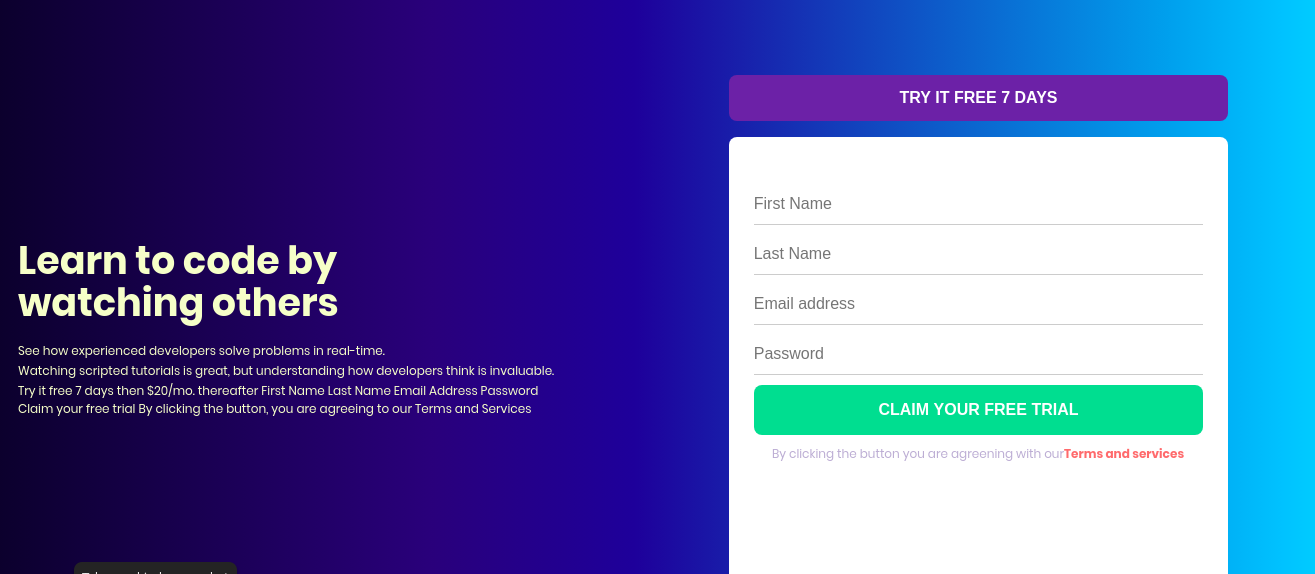 TRY IT FREE 7 DAYS
First Name
Last Name
Email address
Password
CLAIM YOUR FREE TRIAL
By clicking the button you are agreeing with ourTerms and services
Learn to code by
watching others
See how experienced developers solve problems in real-time.
Watching scripted tutorials is great, but understanding how developers think is invaluable.
Try it free 7 days then $20/mo. thereafter First Name Last Name Email Address Password
Claim your free trial By clicking the button, you are agreeing to our Terms and Services